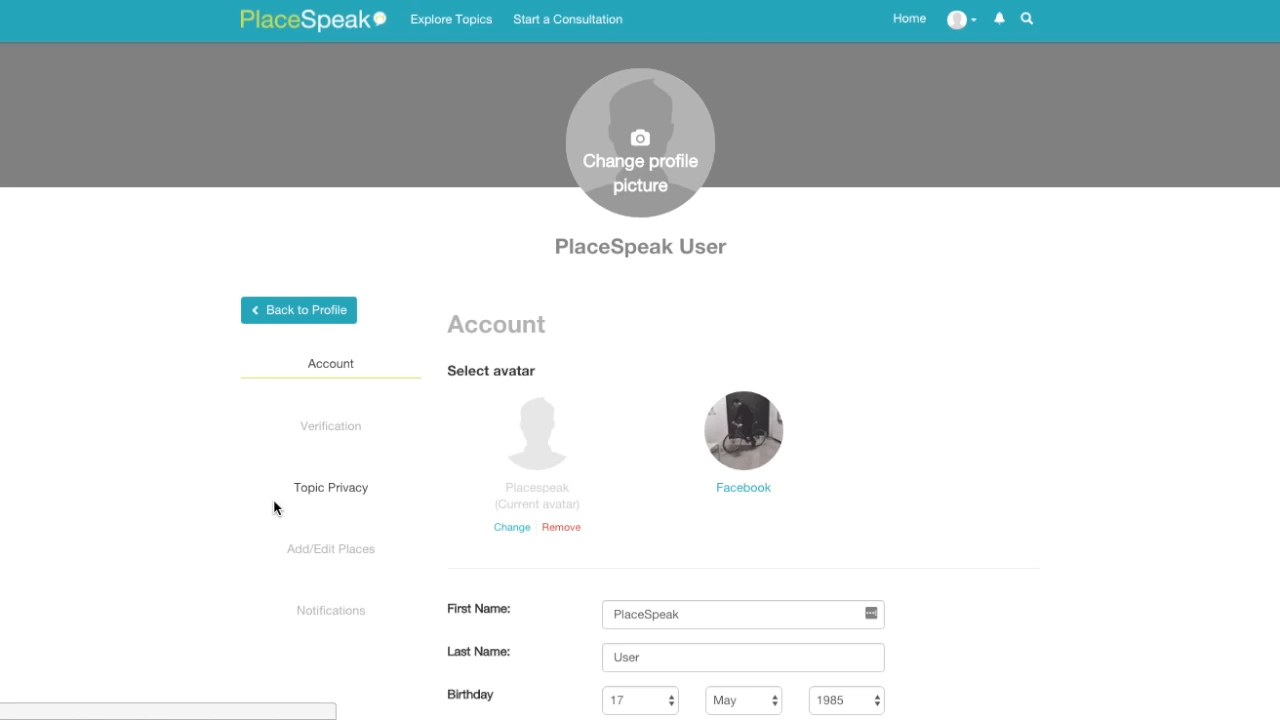 PlaceSpeak Explore Topics Start a Consultation Home
Change profile
picture
PlaceSpeak User
Back to Profile
Account
Verification
Topic Privacy
Add/Edit Places
Notifications
Account
Select avatar
Placespeak
(Current avatar)
Change Remove
Facebook
First Name: PlaceSpeak
Last Name: User
Birthday 17 May 1985